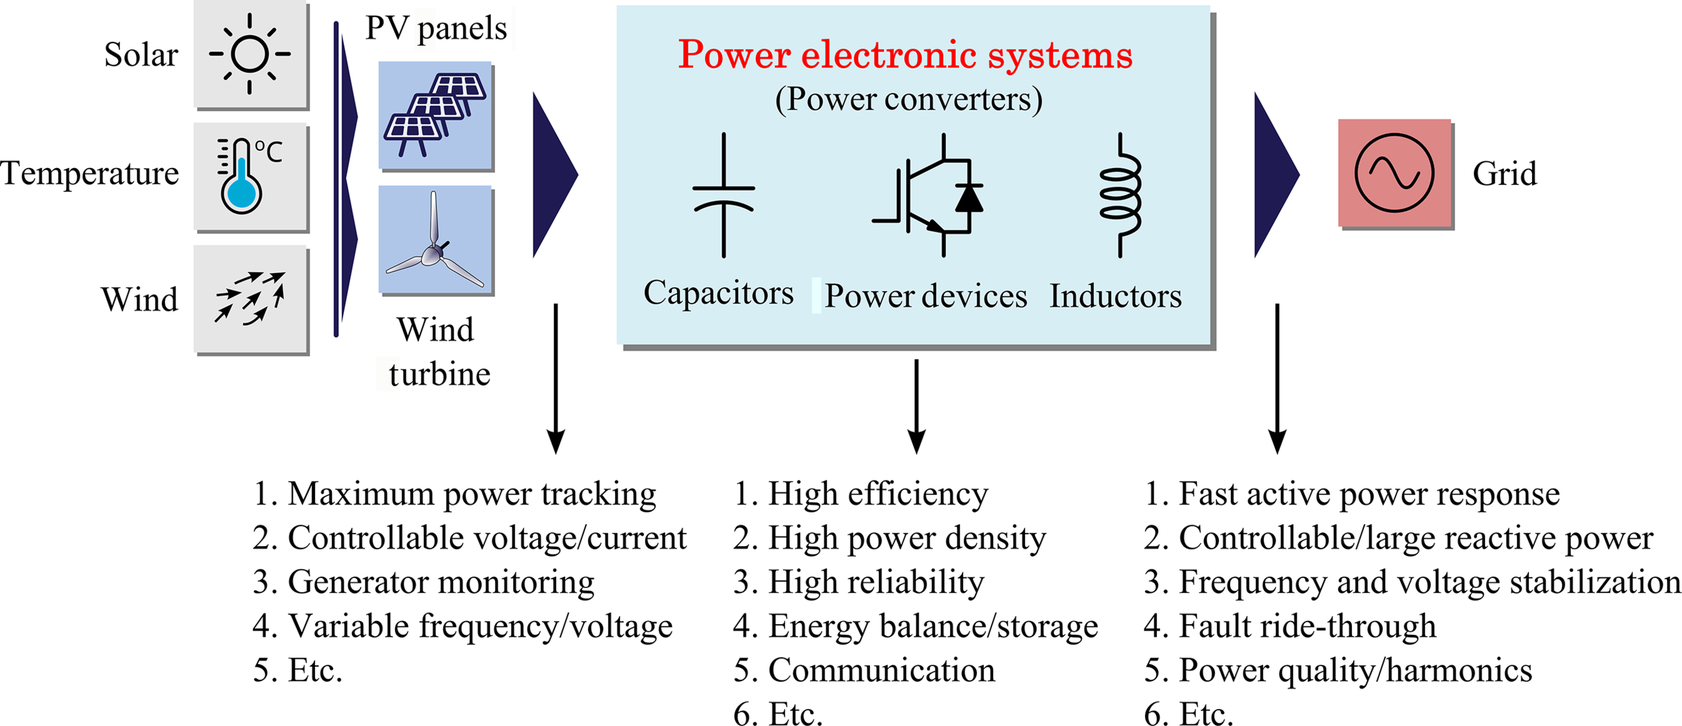 Solar
Temperature
°C
Wind
PV panels
Wind
turbine
Power electronic systems
(Power converters)
Capacitors
Power devices
Inductors
Grid
1. Maximum power tracking
2. Controllable voltage/current
3. Generator monitoring
4. Variable frequency/voltage
5. Etc.
1. High efficiency
2. High power density
3. High reliability
4. Energy balance/storage
5. Communication
6. Etc.
1. Fast active power response
2. Controllable/large reactive power
3. Frequency and voltage stabilization
4. Fault ride-through
5. Power quality/harmonics
6. Etc.